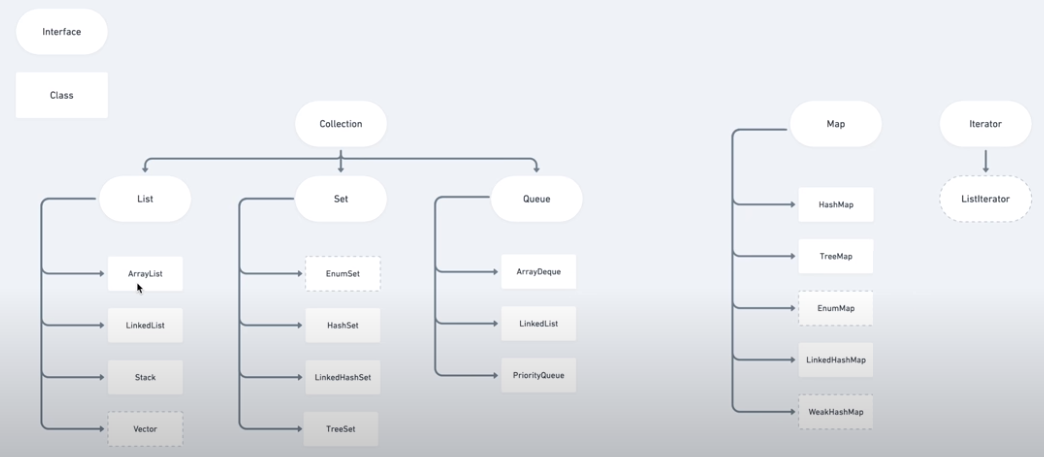 Interface
Class
Collection
Map
Iterator
List
Set
Queue
ListIterator
ArrayList
LinkedList
Stack
Vector
EnumSet
HashSet
LinkedHashSet
TreeSet
ArrayDeque
LinkedList
PriorityQueue
HashMap
TreeMap
EnumMap
LinkedHashMap
WeakHashMap